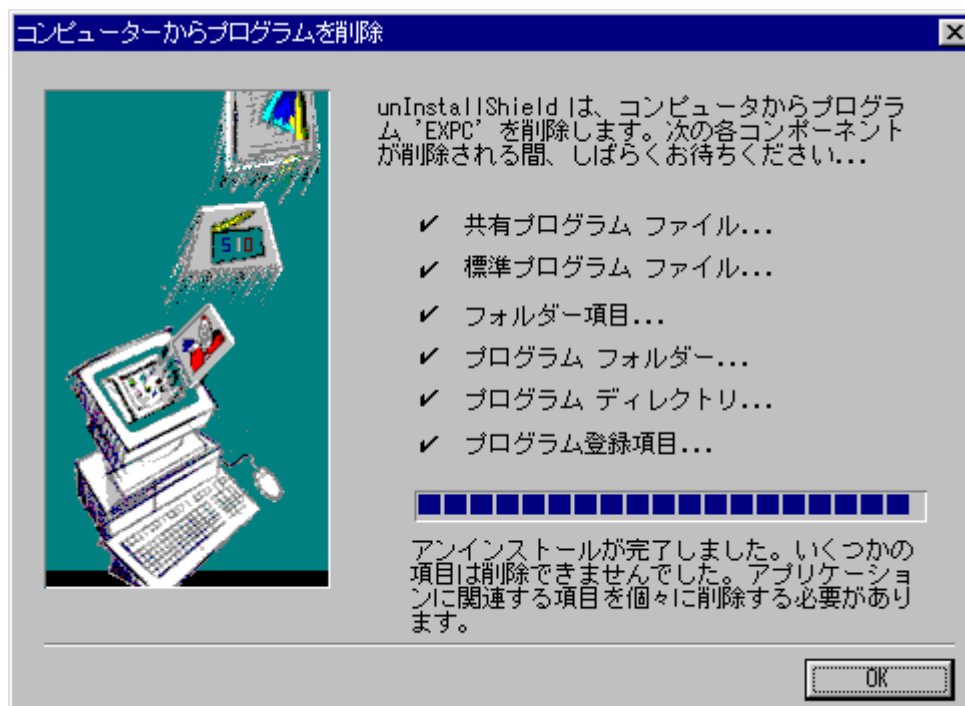 コンピューターからプログラムを削除
unInstallShield は、コンピュータからプログラ
ム 'EXPC' を削除します。次の各コンポーネント
が削除される間、しばらくお待ちください...
共有プログラム ファイル...
標準プログラム ファイル...
フォルダー項目...
プログラム フォルダー...
プログラム ディレクトリ...
プログラム登録項目...
アンインストールが完了しました。いくつかの
項目は削除できませんでした。アプリケーショ
ンに関連する項目を個々に削除する必要があり
ます。
OK